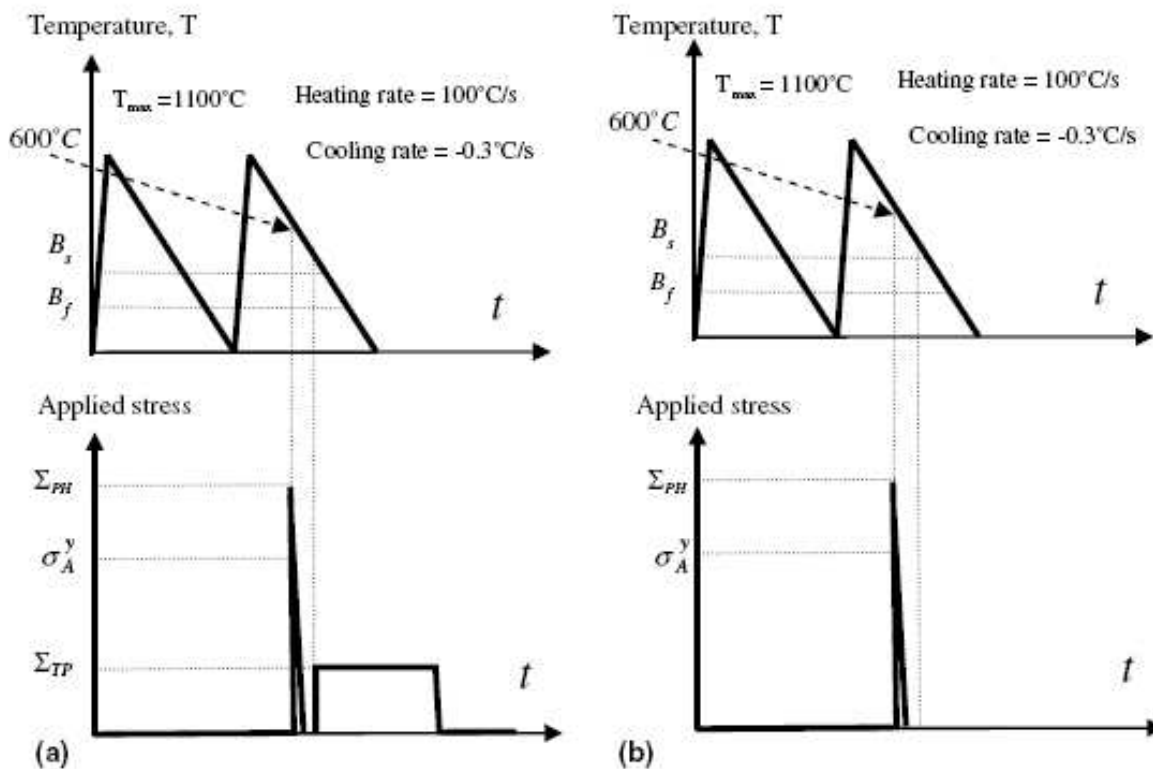 Temperature, T
T_max =1100°C
Heating rate = 100°C/s
600°C
Cooling rate = -0.3°C/s
B_s
B_f
t
Applied stress
Σ_PH
σ_A^y
Σ_TP
t
(a)
Temperature, T
T_max =1100°C
Heating rate = 100°C/s
600°C
Cooling rate = -0.3°C/s
B_s
B_f
t
Applied stress
Σ_PH
σ_A^y
t
(b)